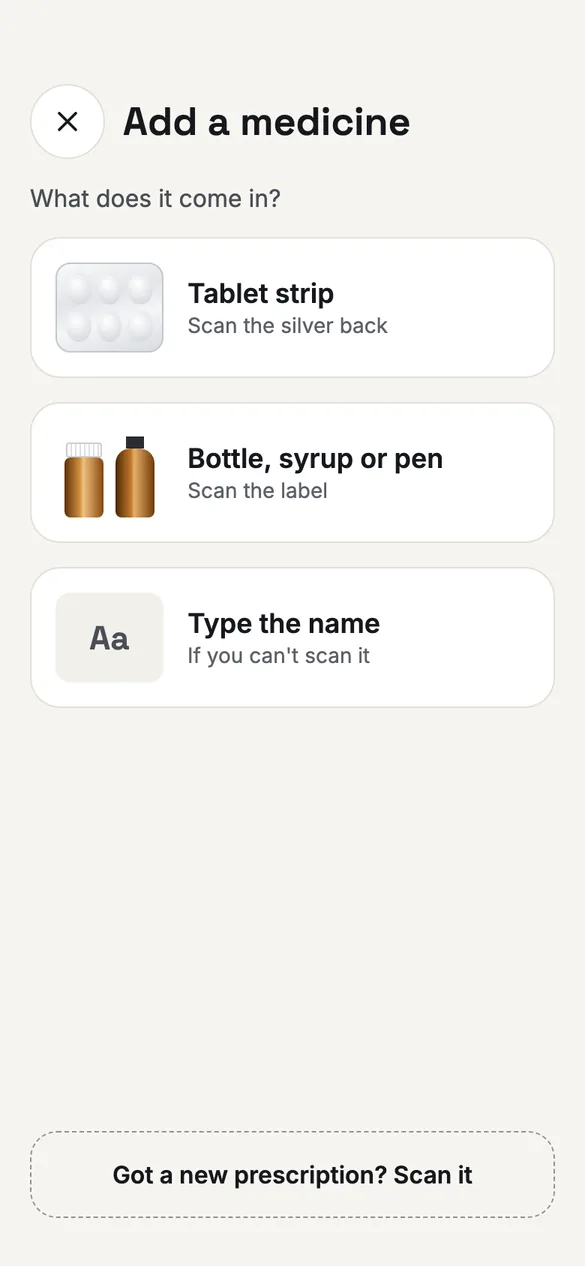 Add a medicine
What does it come in?
Tablet strip
Scan the silver back
Bottle, syrup or pen
Scan the label
Aa
Type the name
If you can't scan it
Got a new prescription? Scan it